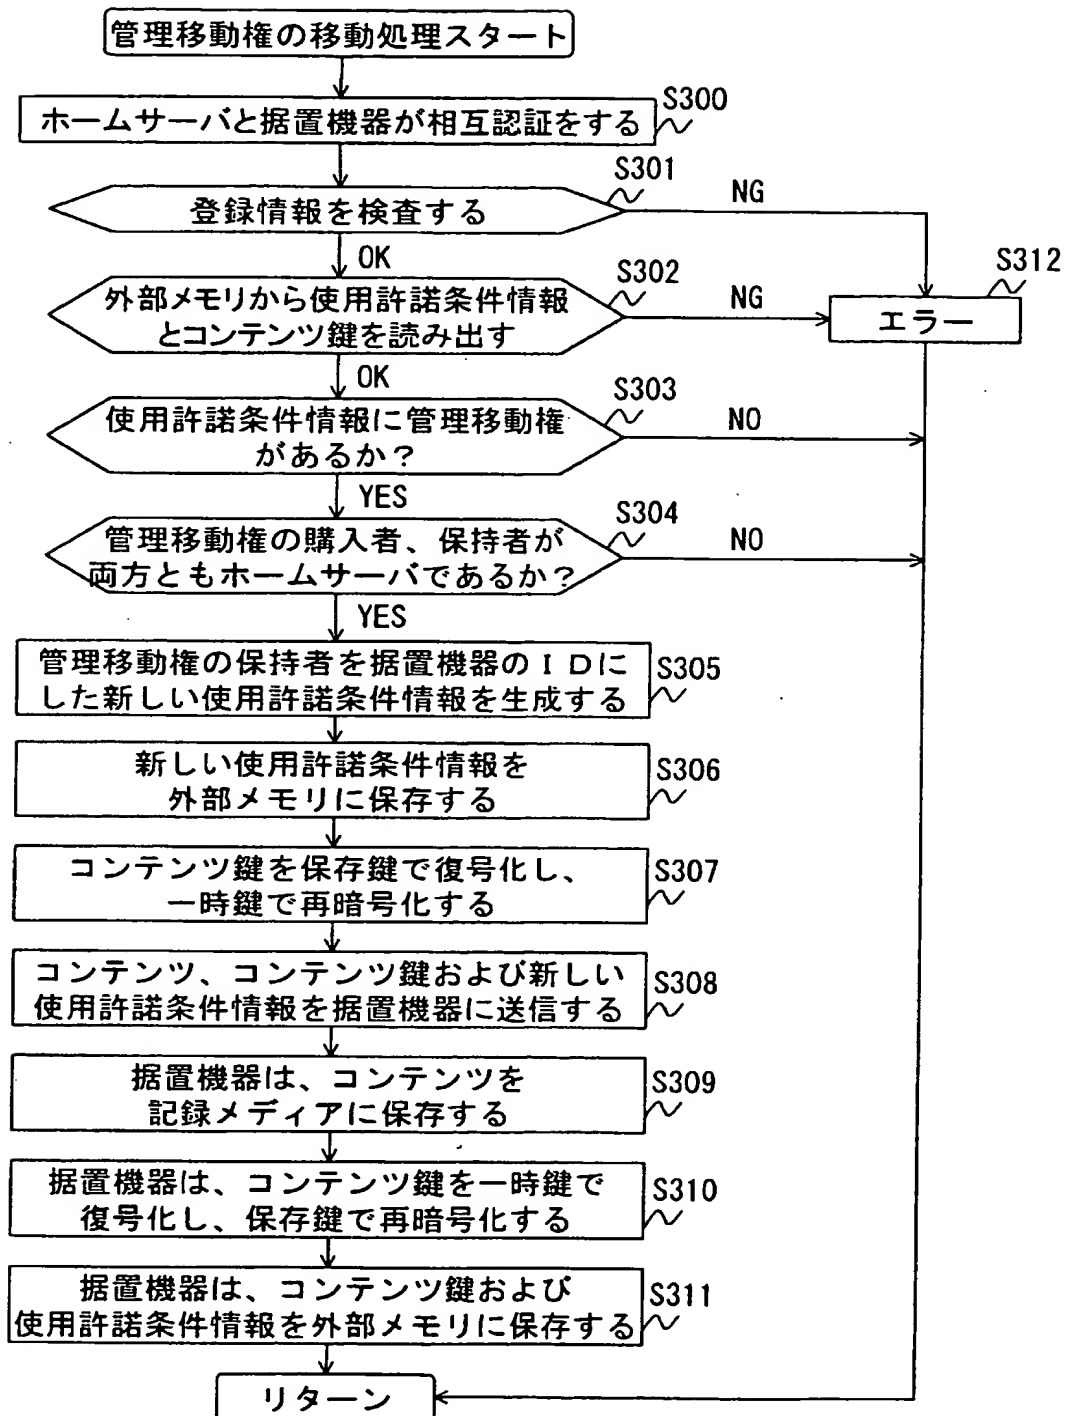 管理移動権の移動処理スタート
ホームサーバと据置機器が相互認証をする
S300
登録情報を検査する
S301
NG
OK
外部メモリから使用許諾条件情報
とコンテンツ鍵を読み出す
S302
NG
S312
エラー
OK
使用許諾条件情報に管理移動権
があるか？
S303
NO
YES
管理移動権の購入者、保持者が
両方ともホームサーバであるか？
S304
NO
YES
管理移動権の保持者を据置機器のＩＤに
した新しい使用許諾条件情報を生成する
S305
新しい使用許諾条件情報を
外部メモリに保存する
S306
コンテンツ鍵を保存鍵で復号化し、
一時鍵で再暗号化する
S307
コンテンツ、コンテンツ鍵および新しい
使用許諾条件情報を据置機器に送信する
S308
据置機器は、コンテンツを
記録メディアに保存する
S309
据置機器は、コンテンツ鍵を一時鍵で
復号化し、保存鍵で再暗号化する
S310
据置機器は、コンテンツ鍵および
使用許諾条件情報を外部メモリに保存する
S311
リターン